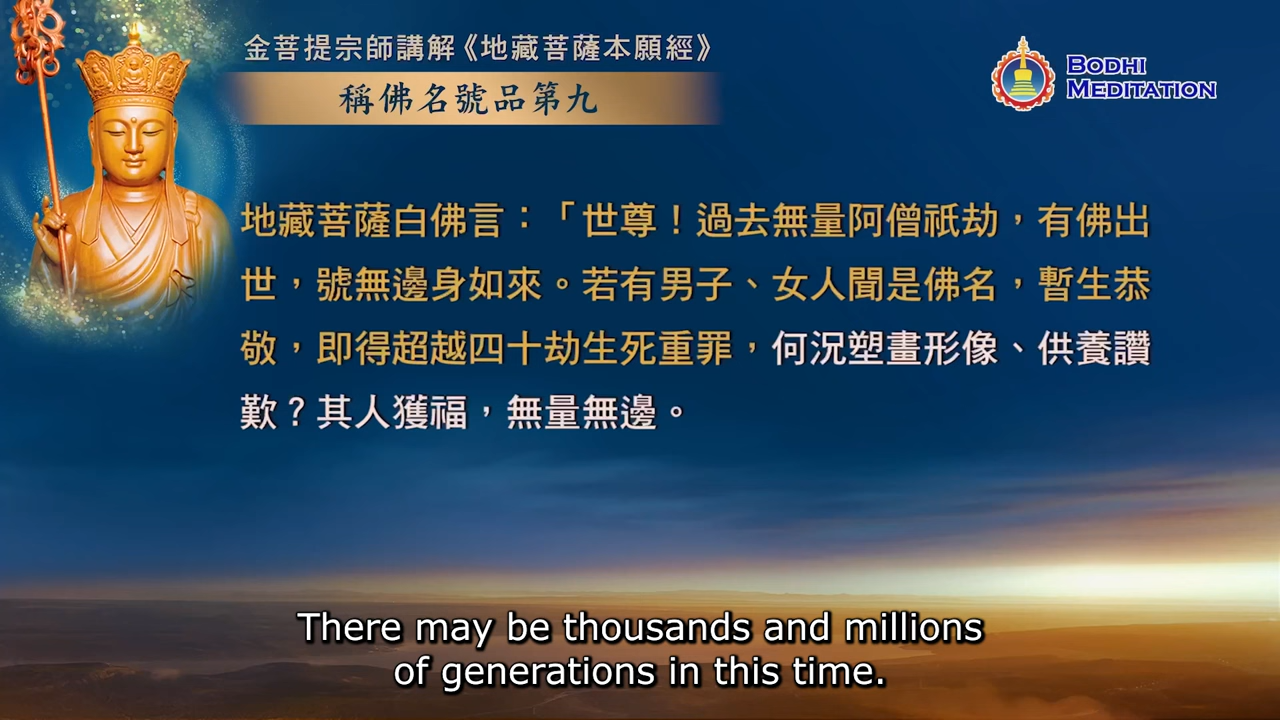 金菩提宗師講解《地藏菩薩本願經》
稱佛名號品第九
BODHI
MEDITATION
地藏菩薩白佛言：「世尊！過去無量阿僧祇劫，有佛出
世，號無邊身如來。若有男子、女人聞是佛名，暫生恭
敬，即得超越四十劫生死重罪，何況塑畫形像、供養讚
歎？其人獲福，無量無邊。
There may be thousands and millions
of generations in this time.